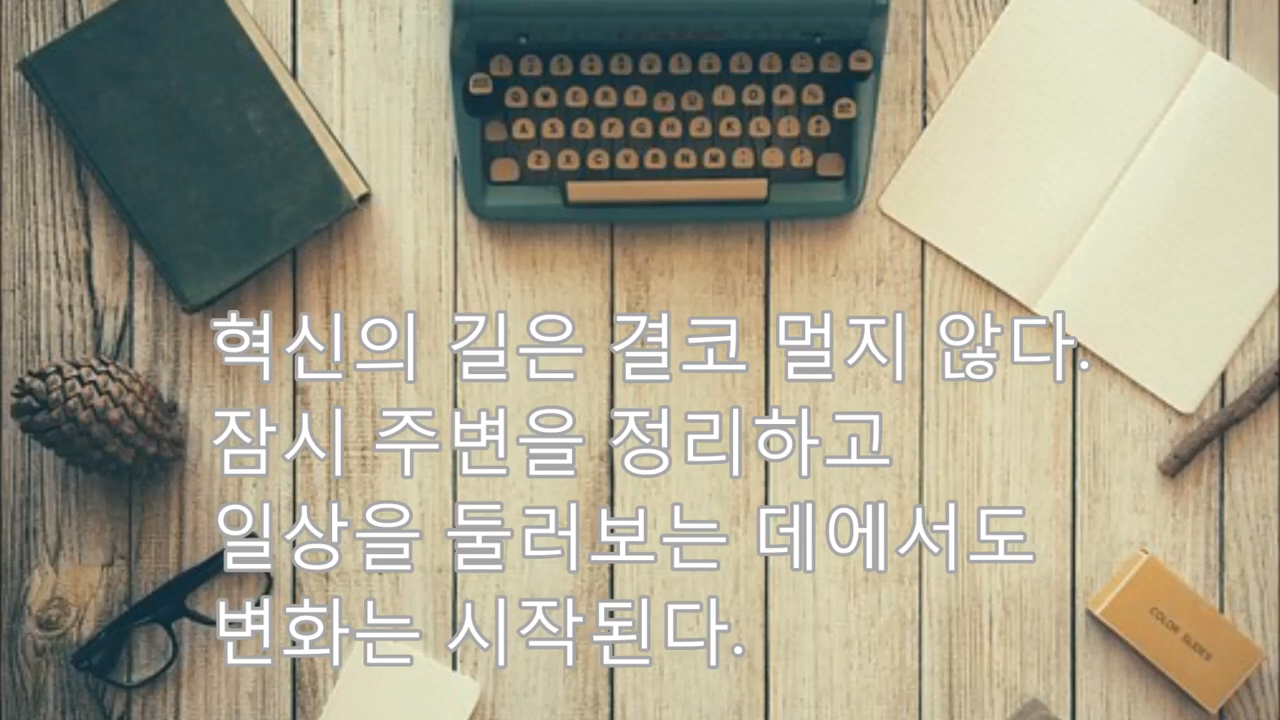 Q W E R T Y U I O P
A S D F G H J K L
Z X C V B N M
혁신의 길은 결코 멀지 않다.
잠시 주변을 정리하고
일상을 둘러보는 데에서도
변화는 시작된다.
COLOR SLIDES